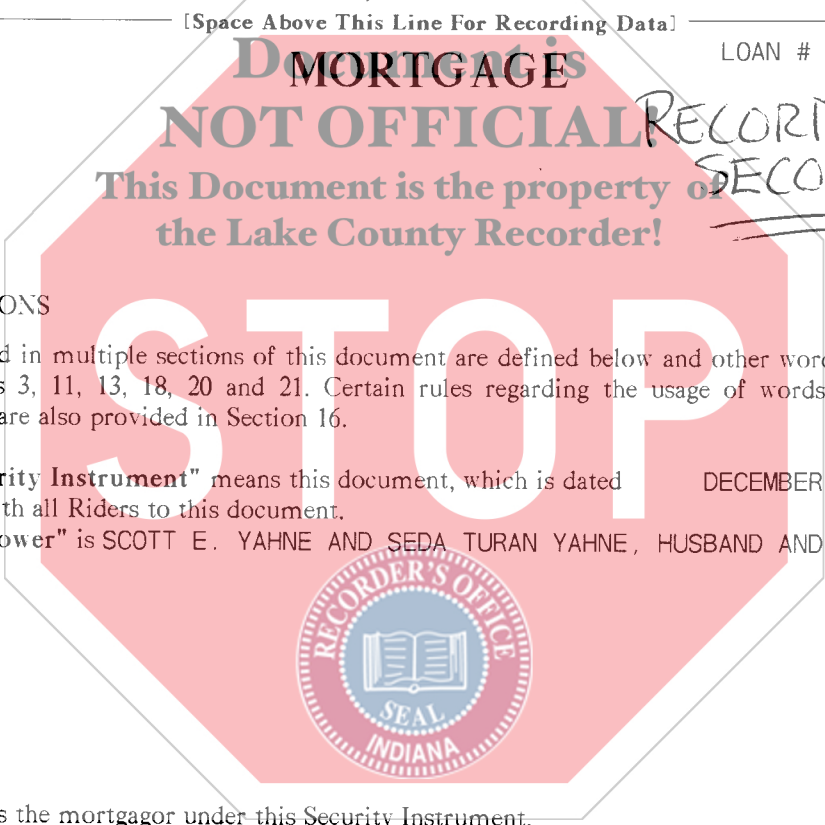 [Space Above This Line For Recording Data]
Document is
MORTGAGE
LOAN #
NOT OFFICIAL!
RECORD
This Document is the property of
SECO
the Lake County Recorder!
ONS
STOP
d in multiple sections of this document are defined below and other word
s 3, 11, 13, 18, 20 and 21. Certain rules regarding the usage of words
are also provided in Section 16.
rity Instrument" means this document, which is dated DECEMBER
th all Riders to this document.
ower" is SCOTT E. YAHNE AND SEDA TURAN YAHNE, HUSBAND AND
RECORDER'S OFFICE
SEAL
INDIANA
s the mortgagor under this Security Instrument.